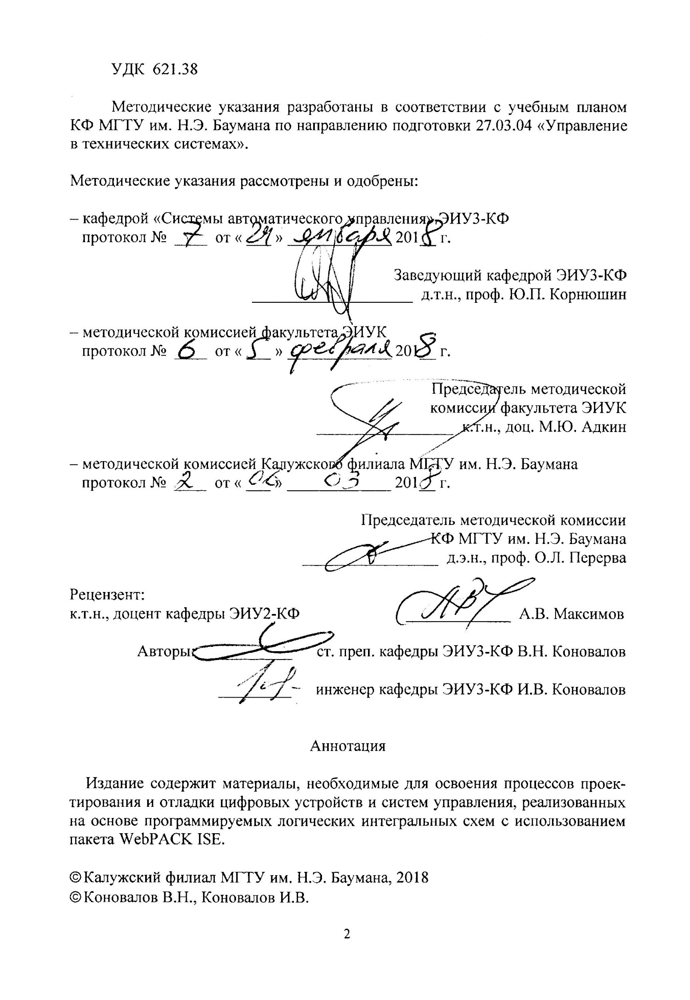 УДК 621.38
Методические указания разработаны в соответствии с учебным планом
КФ МГТУ им. Н.Э. Баумана по направлению подготовки 27.03.04 «Управление
в технических системах».
Методические указания рассмотрены и одобрены:
– кафедрой «Системы автоматического управления» ЭИУ3-КФ
протокол № 7 от « » января 2018 г.
Заведующий кафедрой ЭИУ3-КФ
д.т.н., проф. Ю.П. Корнюшин
– методической комиссией факультета ЭИУК
протокол № 6 от « 5 » февраля 2018 г.
Председатель методической
комиссии факультета ЭИУК
к.т.н., доц. М.Ю. Адкин
– методической комиссией Калужского филиала МГТУ им. Н.Э. Баумана
протокол № 2 от « 06 » 03 2018 г.
Председатель методической комиссии
КФ МГТУ им. Н.Э. Баумана
д.э.н., проф. О.Л. Перерва
Рецензент:
к.т.н., доцент кафедры ЭИУ2-КФ А.В. Максимов
Авторы: ст. преп. кафедры ЭИУ3-КФ В.Н. Коновалов
инженер кафедры ЭИУ3-КФ И.В. Коновалов
Аннотация
Издание содержит материалы, необходимые для освоения процессов проек-
тирования и отладки цифровых устройств и систем управления, реализованных
на основе программируемых логических интегральных схем с использованием
пакета WebPACK ISE.
© Калужский филиал МГТУ им. Н.Э. Баумана, 2018
© Коновалов В.Н., Коновалов И.В.
2